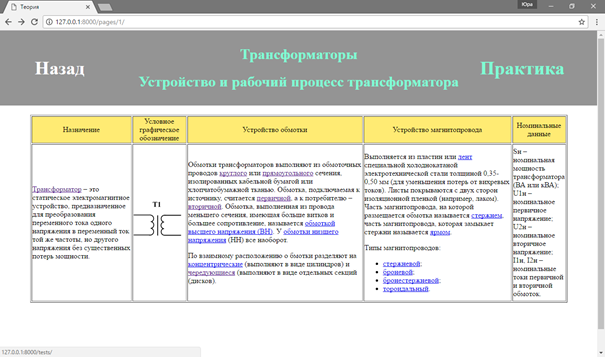 Теория
Юра
127.0.0.1:8000/pages/1/
Назад
Трансформаторы
Устройство и рабочий процесс трансформатора
Практика
Назначение
Условное
графическое
обозначение
Устройство обмотки
Устройство магнитопровода
Номинальные
данные
Трансформатор – это
статическое электромагнитное
устройство, предназначенное
для преобразования
переменного тока одного
напряжения в переменный ток
той же частоты, но другого
напряжения без существенных
потерь мощности.
Т1
Обмотки трансформаторов выполняют из обмоточных
проводов круглого или прямоугольного сечения,
изолированных кабельной бумагой или
хлопчатобумажной тканью. Обмотка, подключаемая к
источнику, считается первичной, а к потребителю –
вторичной. Обмотка, выполненная из провода
меньшего сечения, имеющая больше витков и
большее сопротивление, называется обмоткой
высшего напряжения (ВН). У обмотки низшего
напряжения (НН) все наоборот.
По взаимному расположению о бмотки разделяют на
концентрические (выполняют в виде цилиндров) и
чередующиеся (выполняют в виде отдельных секций
(дисков).
Выполняется из пластин или лент
специальной холоднокатаной
электротехнической стали толщиной 0,35-
0,50 мм (для уменьшения потерь от вихревых
токов). Листы покрываются с двух сторон
изоляционной пленкой (например, лаком).
Часть магнитопровода, на которой
размещается обмотка называется стержнем,
часть магнитопровода, которая замыкает
стержни называется ярмом.
Типы магнитопроводов:
стержневой;
броневой;
бронестержневой;
тороидальный.
Sн –
номинальная
мощность
трансформатора
(ВА или кВА);
U1н –
номинальное
первичное
напряжение;
U2н –
номинальное
вторичное
напряжение;
I1н, I2н –
номинальные
токи первичной
и вторичной
обмоток.
127.0.0.1:8000/tests/